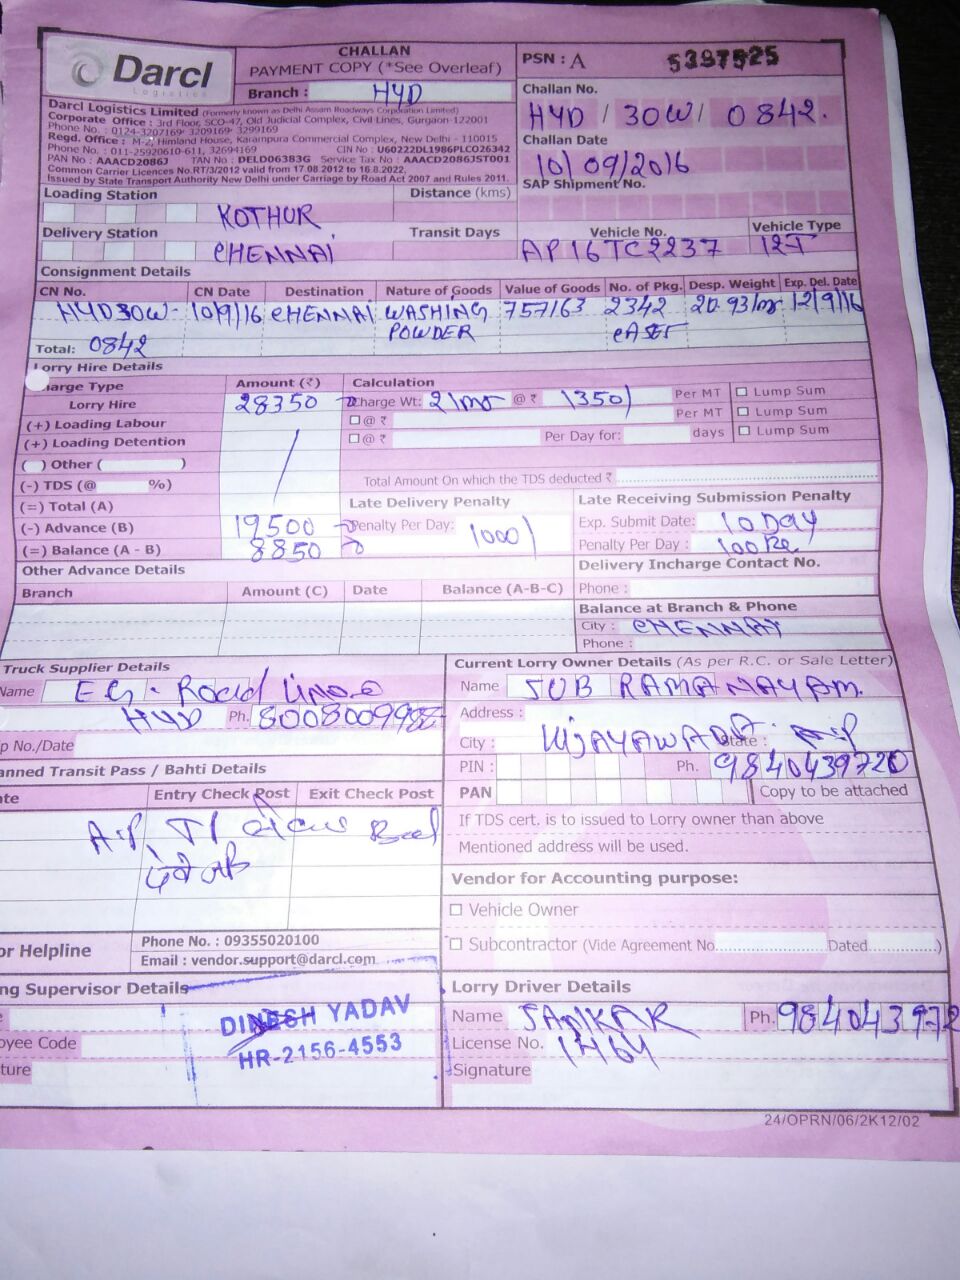 Darcl
Logistics
CHALLAN
PAYMENT COPY (*See Overleaf)
Branch : HYD
PSN : A 5397525
Challan No.
HYD / 30W / 0842.
Challan Date
10/09/2016
SAP Shipment No.
Darcl Logistics Limited (Formerly known as Delhi Assam Roadways Corporation Limited)
Corporate Office : 3rd Floor, SCO-47, Old Judicial Complex, Civil Lines, Gurgaon-122001
Phone No. : 0124-3207169· 3209169· 3299169
Regd. Office : M-2, Himland House, Karampura Commercial Complex, New Delhi - 110015
Phone No. : 011-25920610-611, 32694169 CIN No : U60222DL1986PLC026342
PAN No : AAACD2086J TAN No : DELD06383G Service Tax No : AAACD2086JST001
Common Carrier Licences No.RT/3/2012 valid from 17.08.2012 to 16.8.2022,
Issued by State Transport Authority New Delhi under Carriage by Road Act 2007 and Rules 2011.
Loading Station KOTHUR Distance (kms)
Delivery Station CHENNAI Transit Days
Vehicle No. Vehicle Type
AP16TC2237 12T
Consignment Details
CN No. CN Date Destination Nature of Goods Value of Goods No. of Pkg. Desp. Weight Exp. Del. Date
HYD30W- 10/9/16 CHENNAI WASHING 757163 2342 20.93/mr 12/9/16
Total: 0842 POWDER
Lorry Hire Details
Charge Type Amount (₹) Calculation
Lorry Hire 28350 Charge Wt: 21 @ ₹ 1350/ Per MT Lump Sum
(+) Loading Labour @ ₹ Per MT Lump Sum
(+) Loading Detention @ ₹ Per Day for: days Lump Sum
( ) Other ( )
(-) TDS (@ %) Total Amount On which the TDS deducted ₹
(=) Total (A) Late Delivery Penalty Late Receiving Submission Penalty
(-) Advance (B) 19500 Penalty Per Day: 1000/ Exp. Submit Date: 10 Day
(=) Balance (A - B) 8850 Penalty Per Day : 100
Other Advance Details Delivery Incharge Contact No.
Branch Amount (C) Date Balance (A-B-C) Phone :
Balance at Branch & Phone
City : CHENNAI
Phone :
Truck Supplier Details
Name EG. Road
HYD Ph.
p No./Date
Current Lorry Owner Details (As per R.C. or Sale Letter)
Name SUB RAMANAYAM.
Address :
City : VIJAYAWADA State : A.P
PIN : Ph. 9840439720
PAN Copy to be attached
If TDS cert. is to issued to Lorry owner than above
Mentioned address will be used.
anned Transit Pass / Bahti Details
ate Entry Check Post Exit Check Post
A.P
Vendor for Accounting purpose:
Vehicle Owner
Subcontractor (Vide Agreement No. Dated )
or Helpline Phone No. : 09355020100
Email : vendor.support@darcl.com
ng Supervisor Details
DINESH YADAV
HR-2156-4553
e
oyee Code
ture
Lorry Driver Details
Name SANKAR Ph. 984043972
License No. 1464
Signature
24/OPRN/06/2K12/02